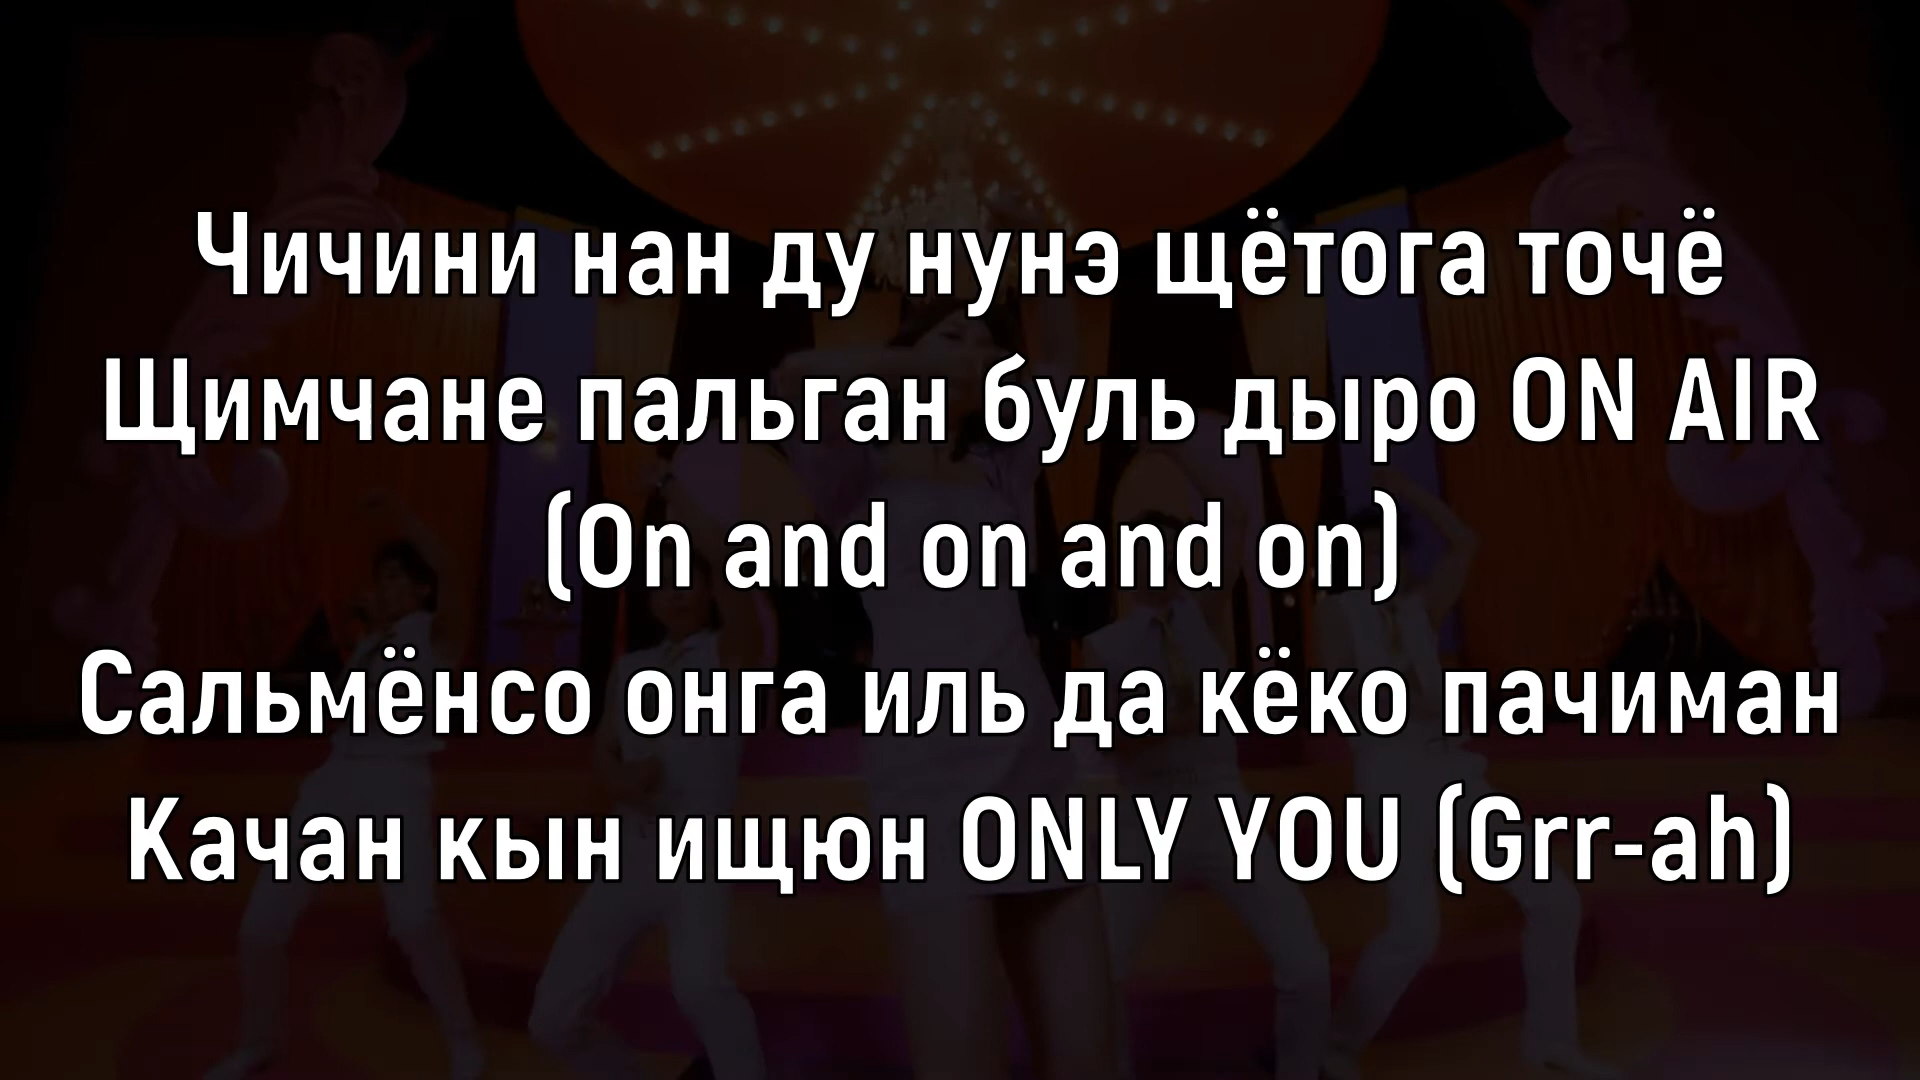 Чичини нан ду нунэ щётога точё
Щимчане пальган буль дыро ON AIR
(On and on and on)
Сальмёнсо онга иль да кёко пачиман
Качан кын ищюн ONLY YOU (Grr-ah)